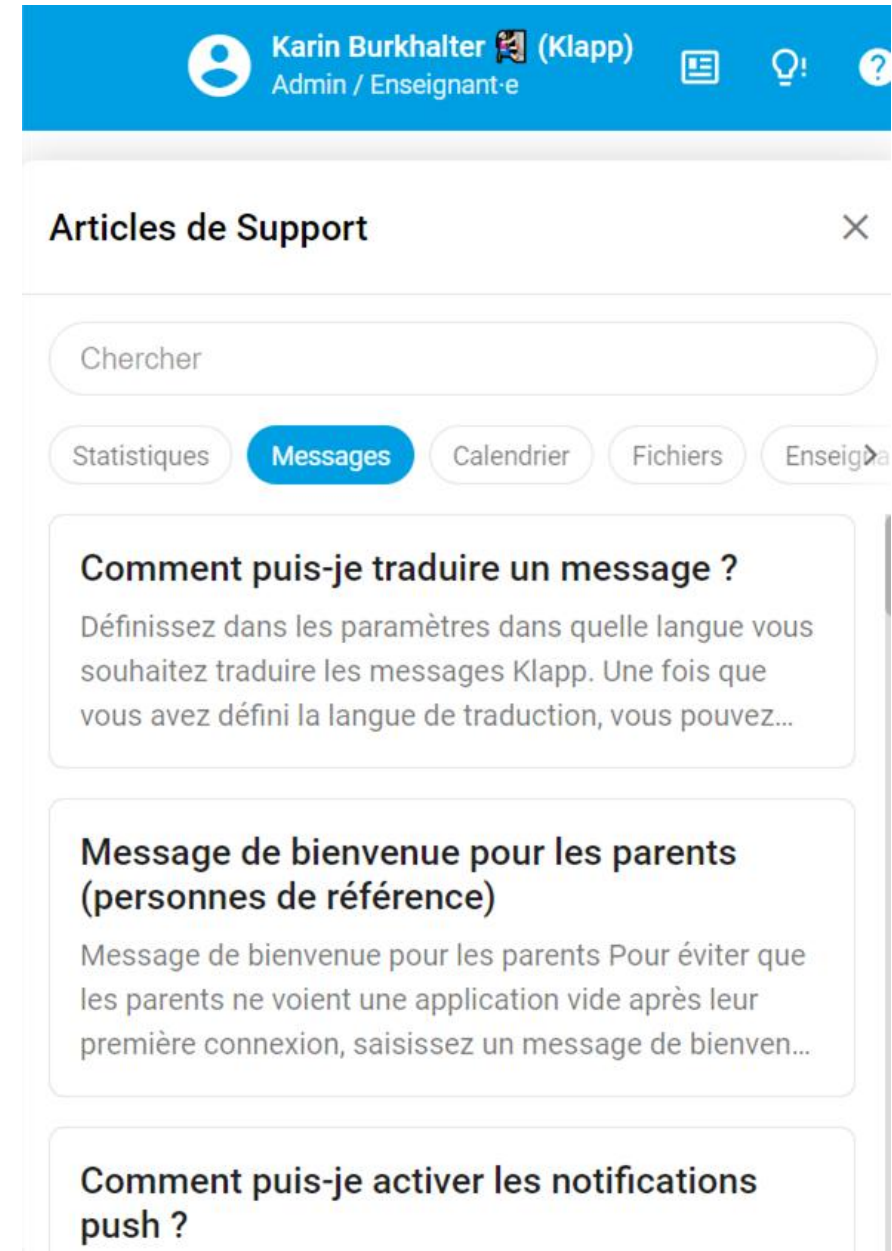 Karin Burkhalter (Klapp)
Admin / Enseignant·e
Articles de Support
Chercher
Statistiques Messages Calendrier Fichiers
Comment puis-je traduire un message ?
Définissez dans les paramètres dans quelle langue vous
souhaitez traduire les messages Klapp. Une fois que
vous avez défini la langue de traduction, vous pouvez...
Message de bienvenue pour les parents
(personnes de référence)
Message de bienvenue pour les parents Pour éviter que
les parents ne voient une application vide après leur
première connexion, saisissez un message de bienven...
Comment puis-je activer les notifications
push ?